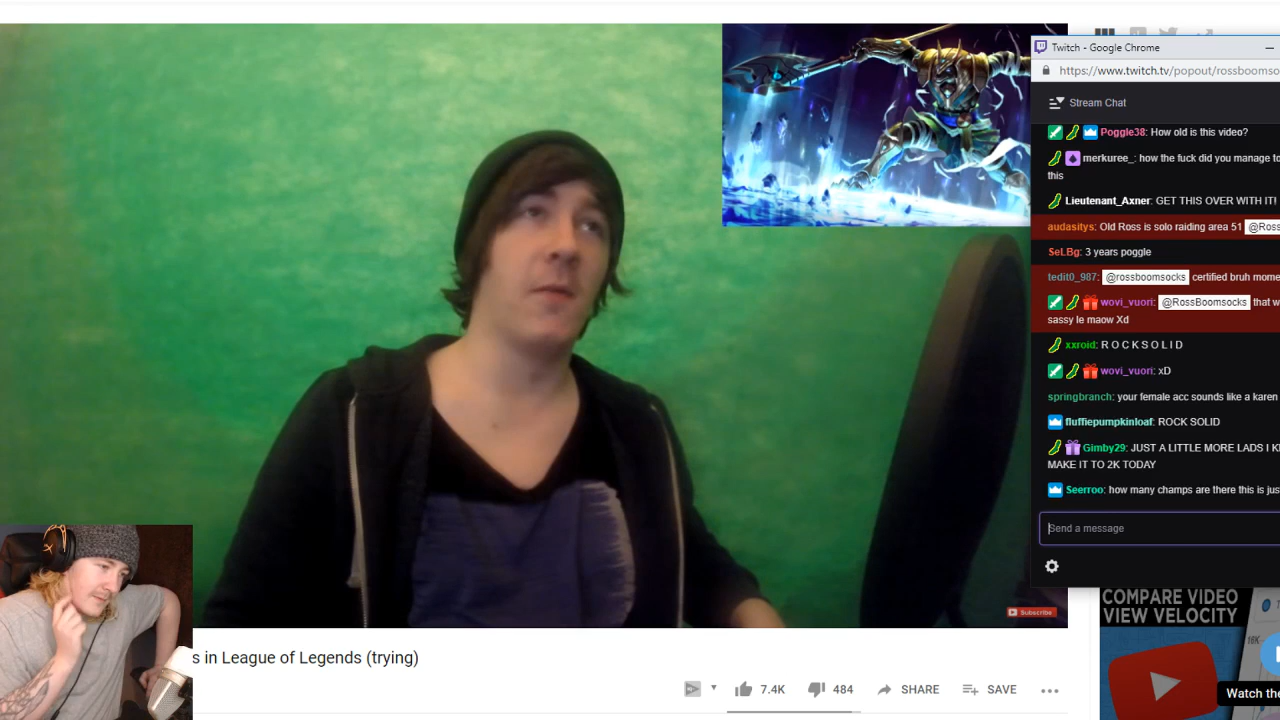 Twitch - Google Chrome
https://www.twitch.tv/popout/rossboomso
Stream Chat
Poggle38: How old is this video?
merkuree_: how the fuck did you manage to
this
Lieutenant_Axner: GET THIS OVER WITH IT!
audasitys: Old Ross is solo raiding area 51 @Ross
SeLBg: 3 years poggle
tedit0_987: @rossboomsocks certified bruh mome
wovi_vuori: @RossBoomsocks that w
sassy le maow Xd
xxroid: R O C K S O L I D
wovi_vuori: xD
springbranch: your female acc sounds like a karen
fluffiepumpkinloaf: ROCK SOLID
Gimby29: JUST A LITTLE MORE LADS I K
MAKE IT TO 2K TODAY
Seerroo: how many champs are there this is jus
Send a message
Subscribe
s in League of Legends (trying)
7.4K 484 SHARE SAVE
COMPARE VIDEO
VIEW VELOCITY
16K
Watch the